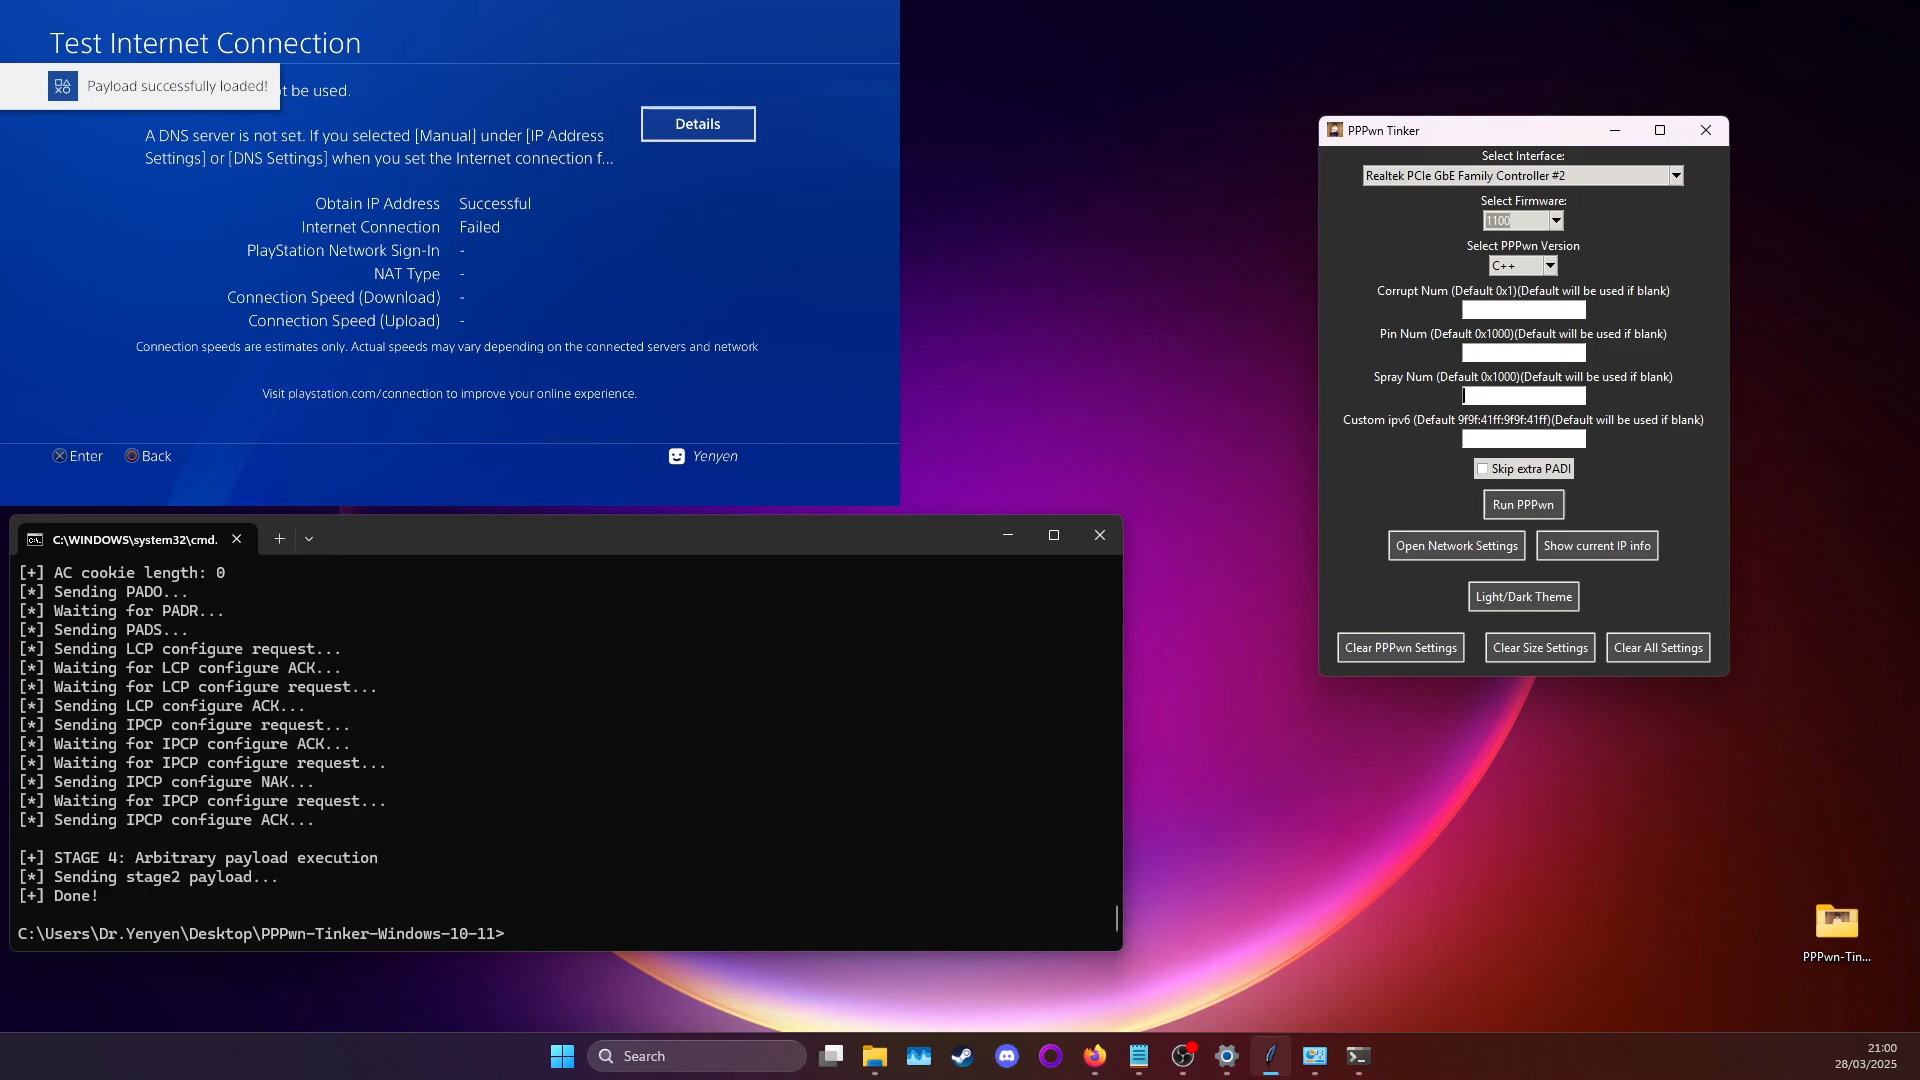 Test Internet Connection
Payload successfully loaded!
t be used.
A DNS server is not set. If you selected [Manual] under [IP Address
Settings] or [DNS Settings] when you set the Internet connection f...
Details
Obtain IP Address Successful
Internet Connection Failed
PlayStation Network Sign-In -
NAT Type -
Connection Speed (Download) -
Connection Speed (Upload) -
Connection speeds are estimates only. Actual speeds may vary depending on the connected servers and network
Visit playstation.com/connection to improve your online experience.
Enter Back
Yenyen
C:\WINDOWS\system32\cmd.
[+] AC cookie length: 0
[*] Sending PADO...
[*] Waiting for PADR...
[*] Sending PADS...
[*] Sending LCP configure request...
[*] Waiting for LCP configure ACK...
[*] Waiting for LCP configure request...
[*] Sending LCP configure ACK...
[*] Sending IPCP configure request...
[*] Waiting for IPCP configure ACK...
[*] Waiting for IPCP configure request...
[*] Sending IPCP configure NAK...
[*] Waiting for IPCP configure request...
[*] Sending IPCP configure ACK...
[+] STAGE 4: Arbitrary payload execution
[*] Sending stage2 payload...
[+] Done!
C:\Users\Dr.Yenyen\Desktop\PPPwn-Tinker-Windows-10-11>
PPPwn Tinker
Select Interface:
Realtek PCIe GbE Family Controller #2
Select Firmware:
1100
Select PPPwn Version
C++
Corrupt Num (Default 0x1)(Default will be used if blank)
Pin Num (Default 0x1000)(Default will be used if blank)
Spray Num (Default 0x1000)(Default will be used if blank)
Custom ipv6 (Default 9f9f:41ff:9f9f:41ff)(Default will be used if blank)
Skip extra PADI
Run PPPwn
Open Network Settings Show current IP info
Light/Dark Theme
Clear PPPwn Settings Clear Size Settings Clear All Settings
PPPwn-Tin...
Search
21:00
28/03/2025